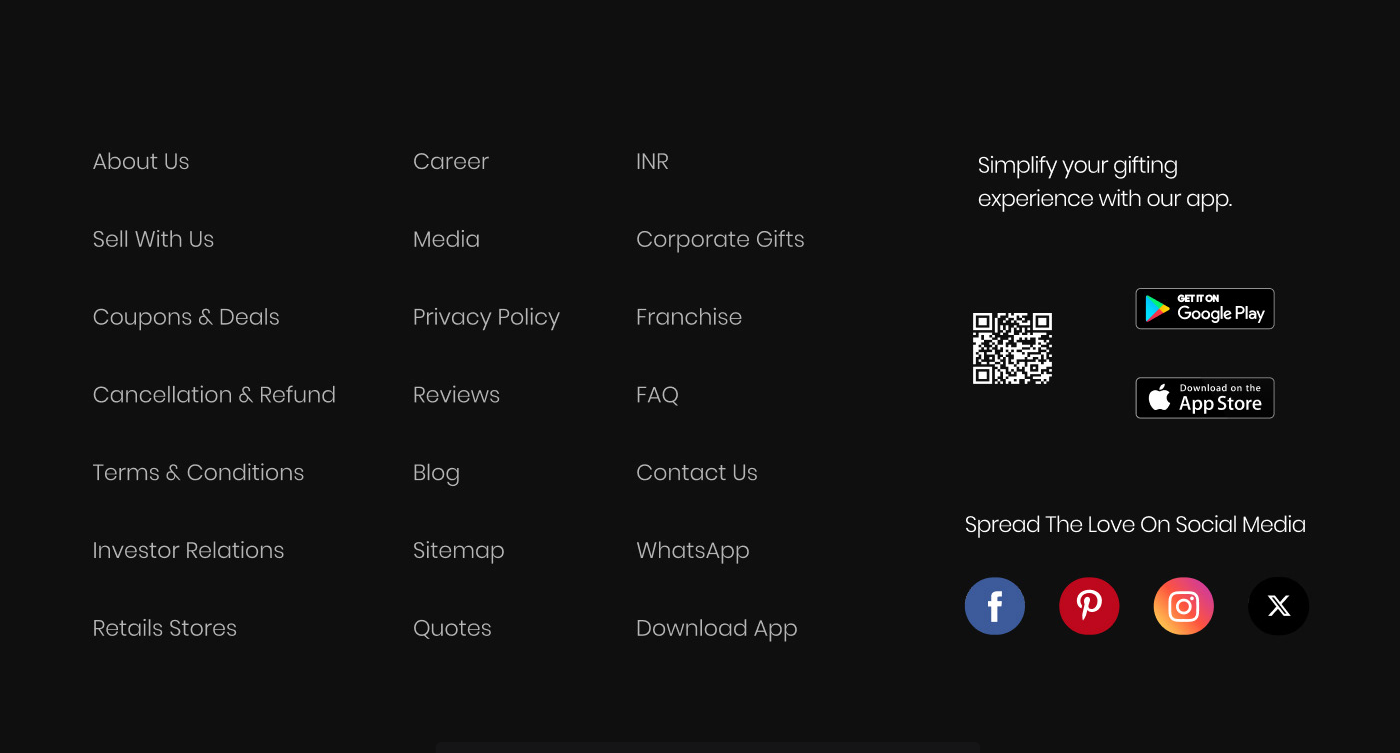 About Us
Sell With Us
Coupons & Deals
Cancellation & Refund
Terms & Conditions
Investor Relations
Retails Stores
Career
Media
Privacy Policy
Reviews
Blog
Sitemap
Quotes
INR
Corporate Gifts
Franchise
FAQ
Contact Us
WhatsApp
Download App
Simplify your gifting
experience with our app.
GET IT ON
Google Play
Download on the
App Store
Spread The Love On Social Media